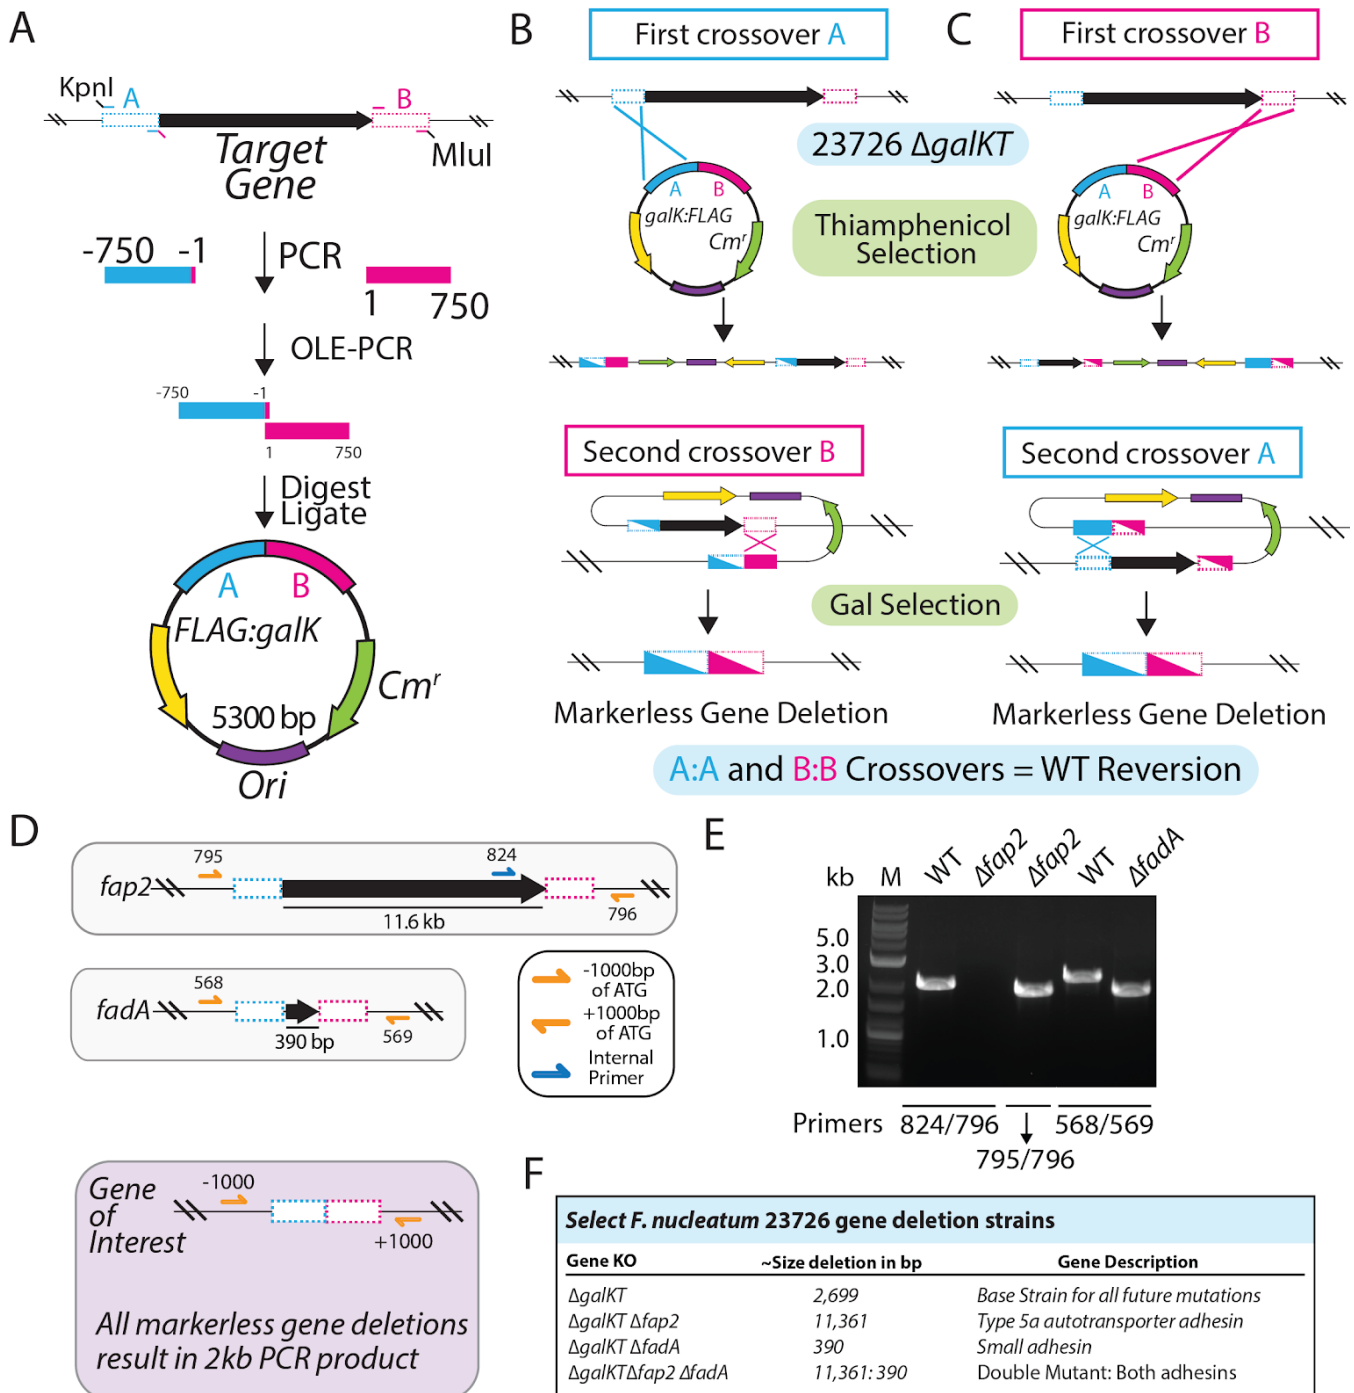 A
KpnI
A
B
Target
Gene
MluI
-750 -1
PCR
1 750
OLE-PCR
-750 -1
1 750
Digest
Ligate
A B
FLAG:galK
Cmʳ
5300 bp
Ori
B
First crossover A
23726 ΔgalKT
A B
galK:FLAG
Cmʳ
Thiamphenicol
Selection
Second crossover B
Gal Selection
Markerless Gene Deletion
C
First crossover B
A B
galK:FLAG
Cmʳ
Second crossover A
Markerless Gene Deletion
A:A and B:B Crossovers = WT Reversion
D
795
824
fap2
11.6 kb
796
568
fadA
390 bp
569
-1000bp
of ATG
+1000bp
of ATG
Internal
Primer
Gene
of
Interest
-1000
+1000
All markerless gene deletions
result in 2kb PCR product
E
kb M WT Δfap2 Δfap2 WT ΔfadA
5.0
3.0
2.0
1.0
Primers 824/796 568/569
795/796
F
Select F. nucleatum 23726 gene deletion strains
Gene KO ~Size deletion in bp Gene Description
ΔgalKT 2,699 Base Strain for all future mutations
ΔgalKT Δfap2 11,361 Type 5a autotransporter adhesin
ΔgalKT ΔfadA 390 Small adhesin
ΔgalKTΔfap2 ΔfadA 11,361: 390 Double Mutant: Both adhesins